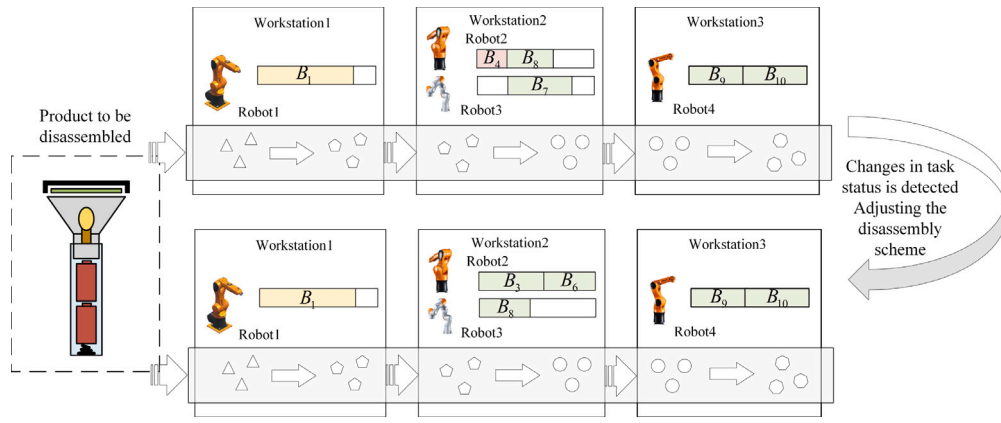 Product to be
disassembled
Workstation1
B1
Robot1
Workstation2
Robot2
B4 B8
B7
Robot3
Workstation3
B9 B10
Robot4
Changes in task
status is detected
Adjusting the
disassembly
scheme
Workstation1
B1
Robot1
Workstation2
Robot2
B3 B6
B8
Robot3
Workstation3
B9 B10
Robot4